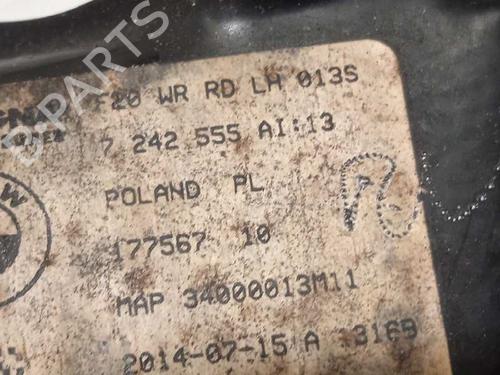 F20 WR RD LH 013S
7 242 555 AI:13
POLAND PL
177567 10
MAP 34000013M11
2014-07-15 A 3169
B-PARTS